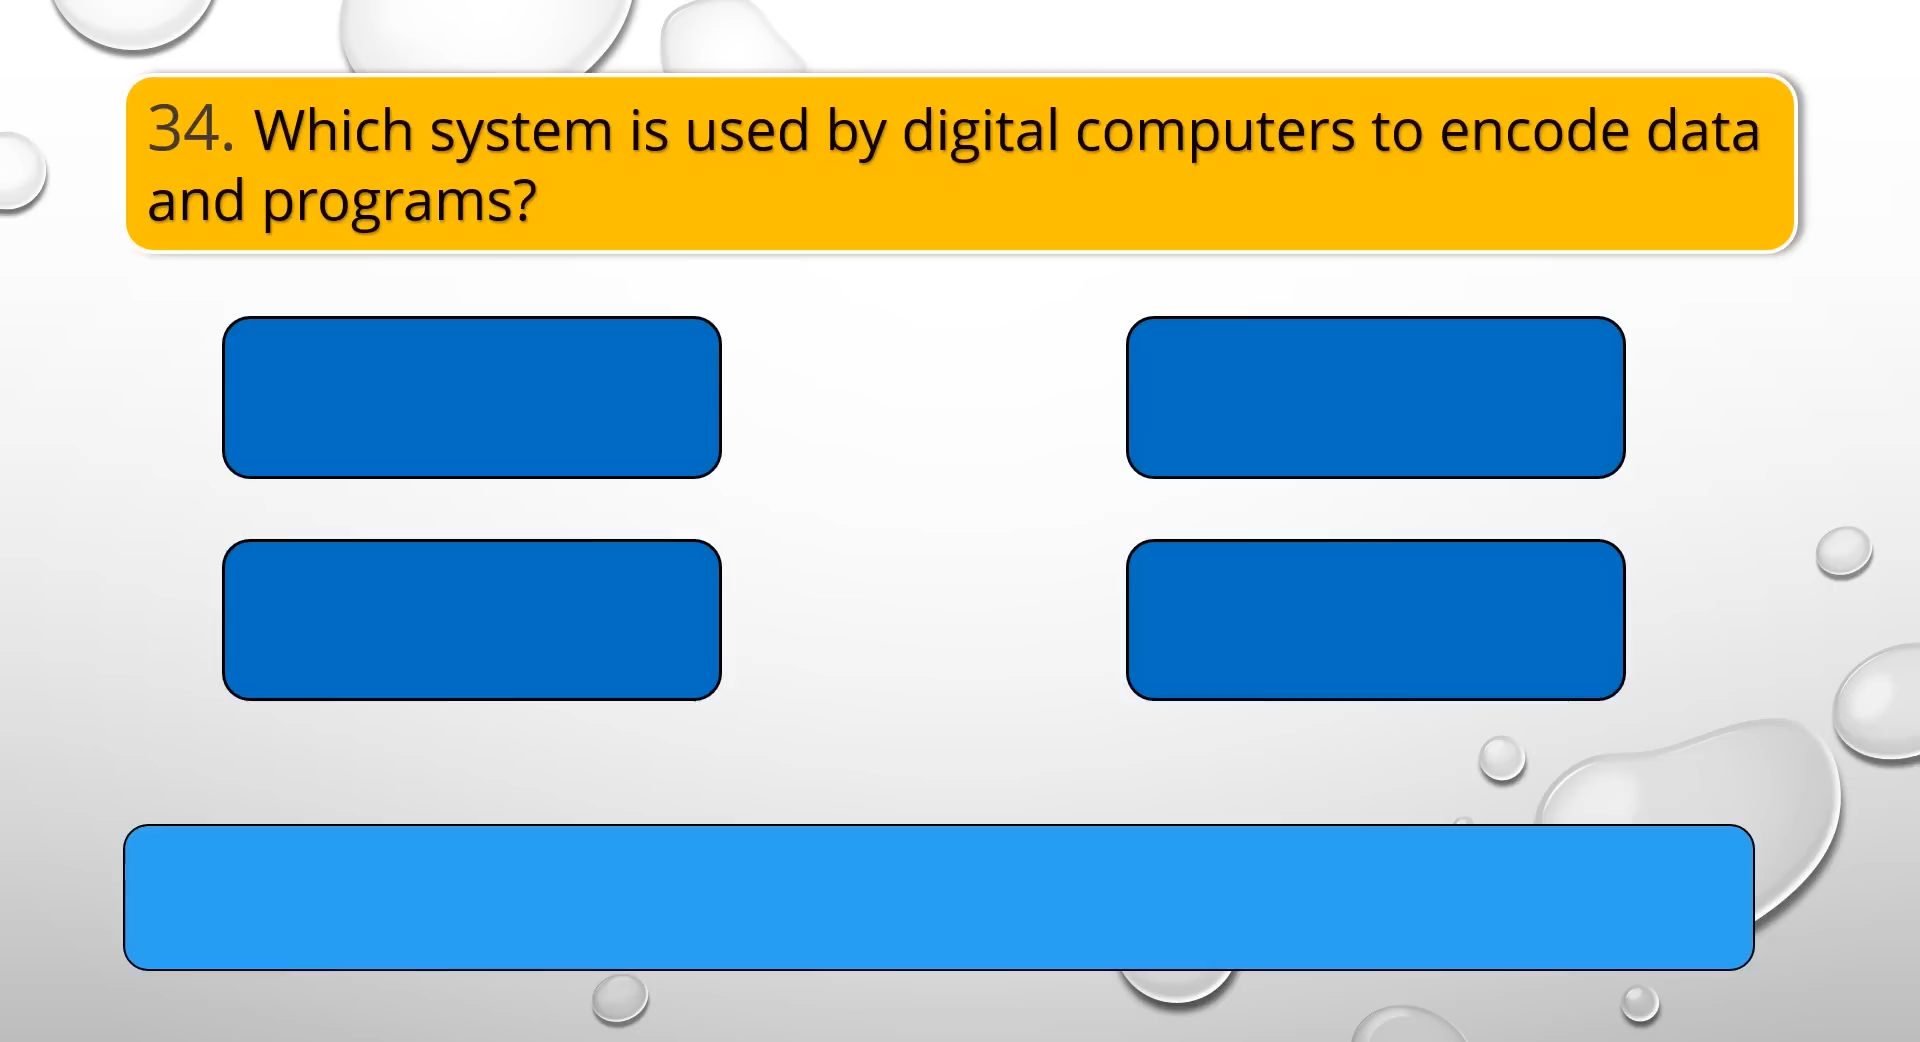 34. Which system is used by digital computers to encode data
and programs?